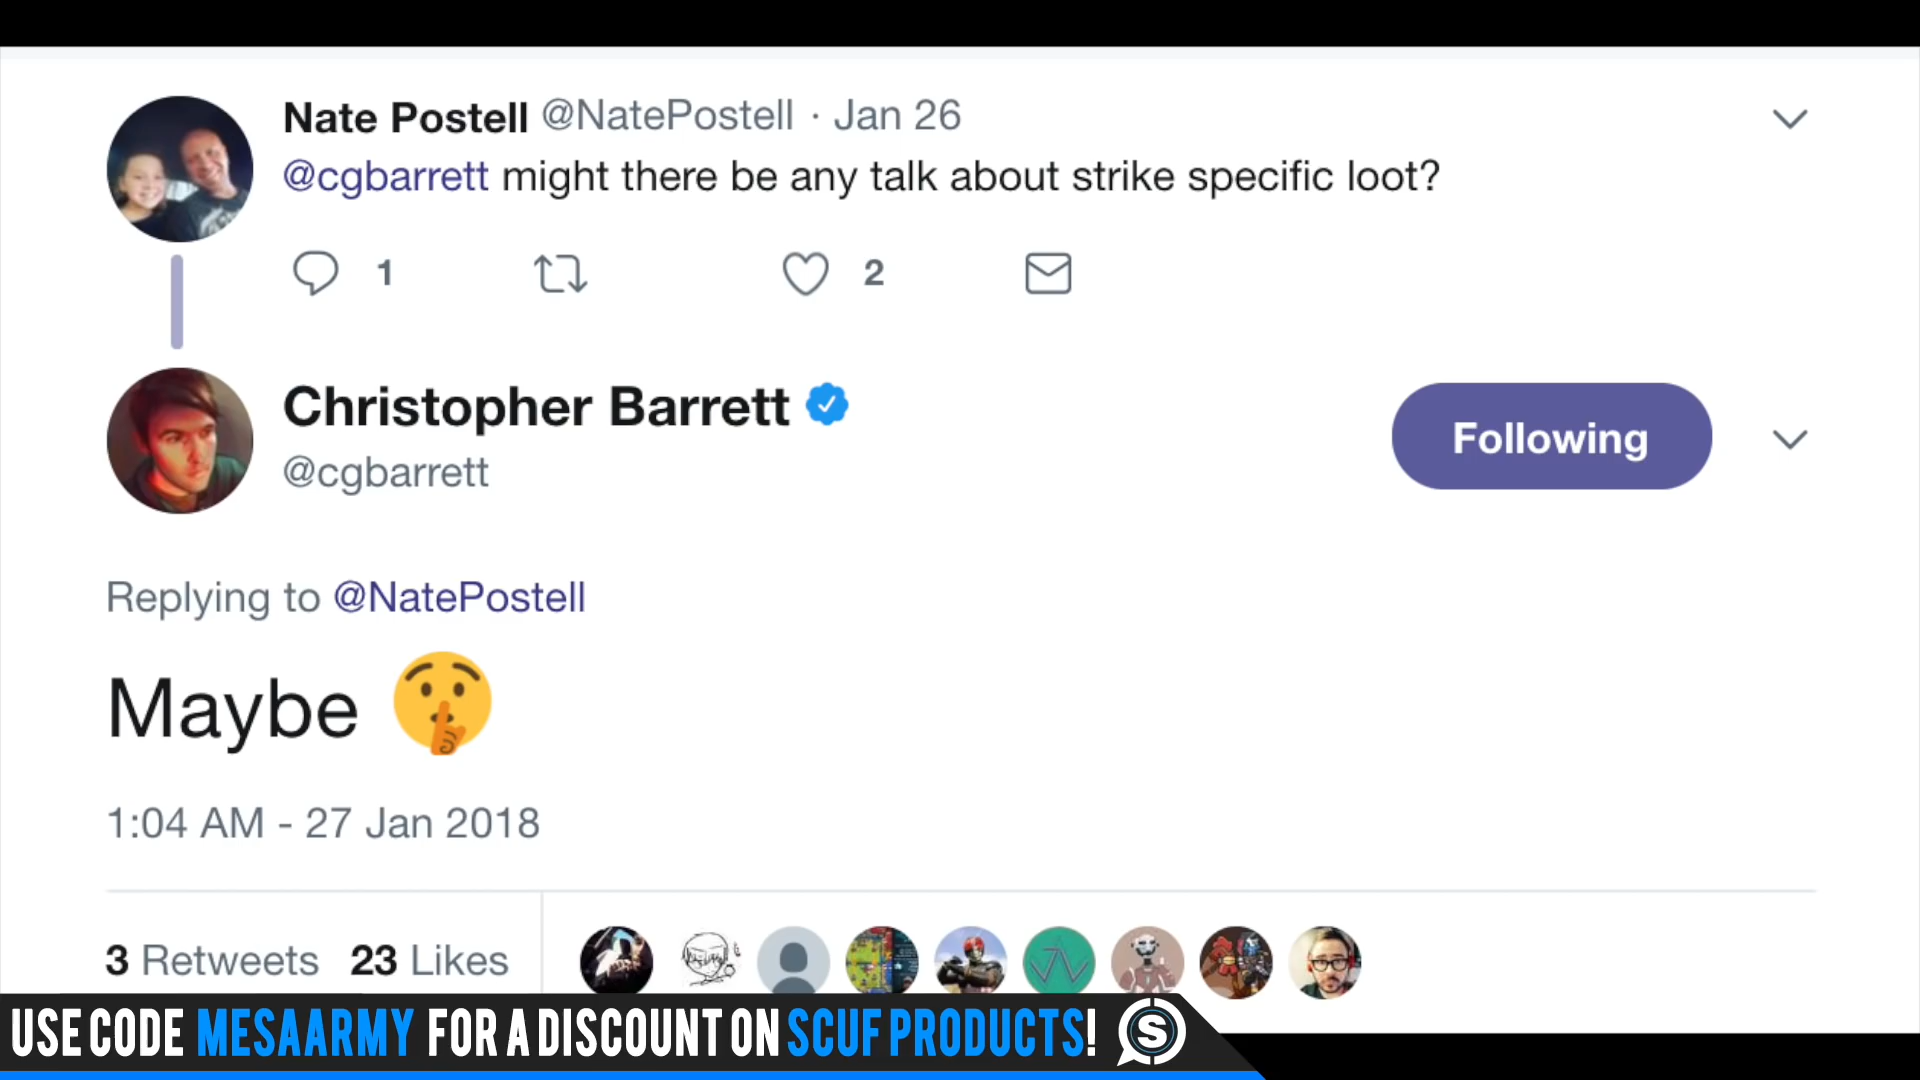 Nate Postell @NatePostell · Jan 26
@cgbarrett might there be any talk about strike specific loot?
1 2
Christopher Barrett
@cgbarrett
Following
Replying to @NatePostell
Maybe 🤫
1:04 AM - 27 Jan 2018
3 Retweets 23 Likes
USE CODE MESAARMY FOR A DISCOUNT ON SCUF PRODUCTS! S